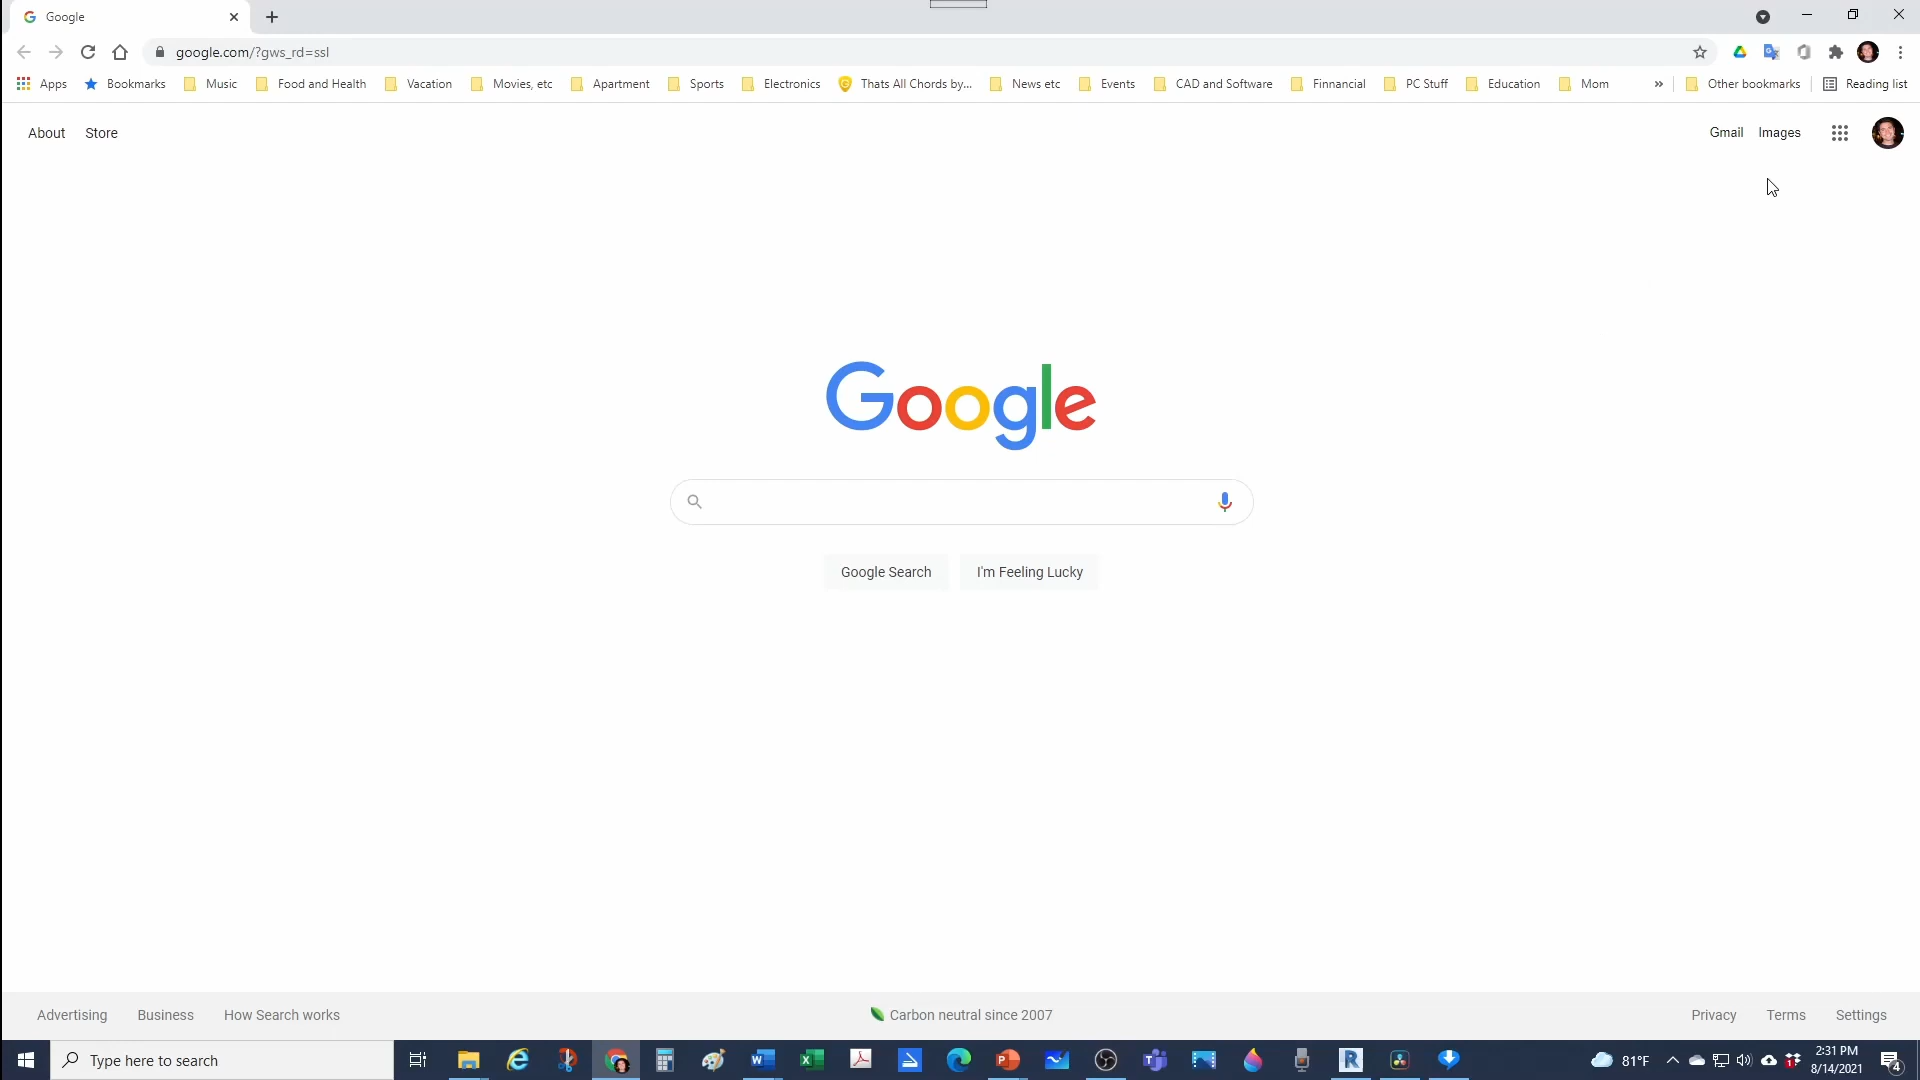 Google
google.com/?gws_rd=ssl
Apps Bookmarks Music Food and Health Vacation Movies, etc Apartment Sports Electronics Thats All Chords by... News etc Events CAD and Software Finnancial PC Stuff Education Mom » Other bookmarks Reading list
About Store Gmail Images
Google
Google Search I'm Feeling Lucky
Advertising Business How Search works Carbon neutral since 2007 Privacy Terms Settings
Type here to search 81°F 2:31 PM
8/14/2021 4